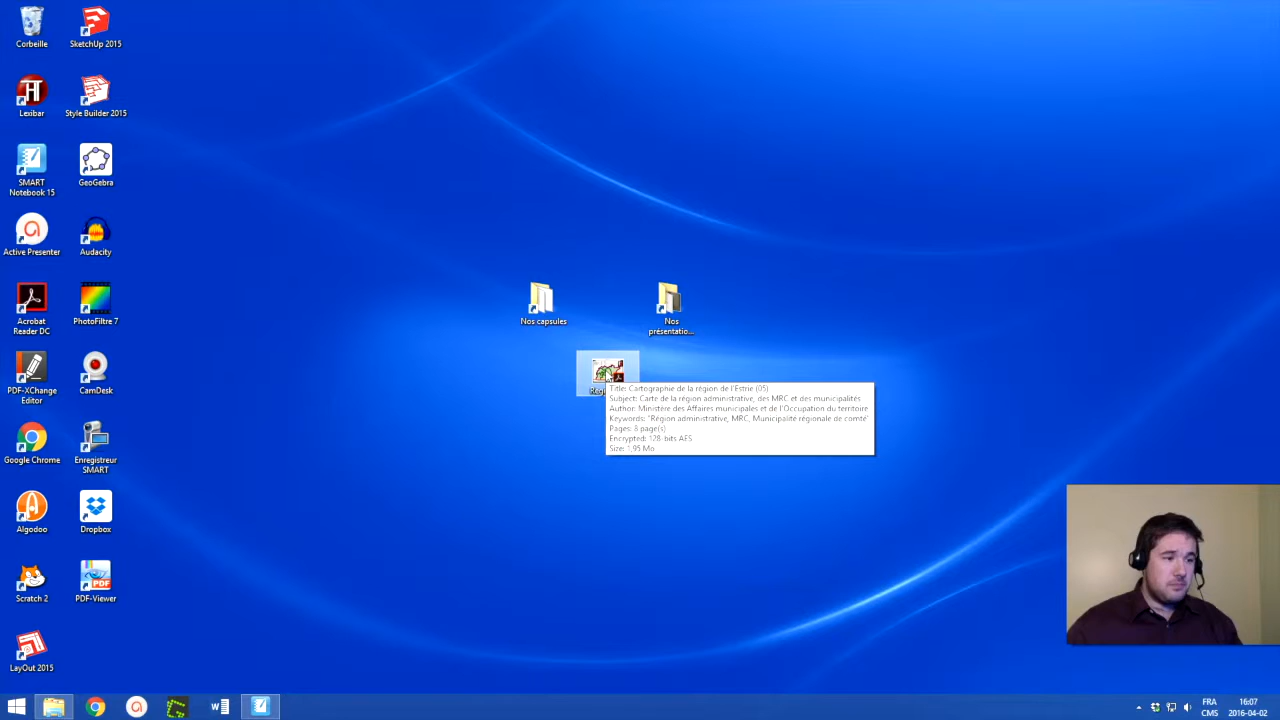 Corbeille
SketchUp 2015
Lexibar
Style Builder 2015
SMART
Notebook 15
GeoGebra
Active Presenter
Audacity
Acrobat
Reader DC
PhotoFiltre 7
PDF-XChange
Editor
CamDesk
Google Chrome
Enregistreur
SMART
Algodoo
Dropbox
Scratch 2
PDF-Viewer
LayOut 2015
Nos capsules
Nos
présentatio...
Title: Cartographie de la région de l'Estrie (05)
Subject: Carte de la région administrative, des MRC et des municipalités
Author: Ministère des Affaires municipales et de l'Occupation du territoire
Keywords: "Région administrative, MRC, Municipalité régionale de comté"
Pages: 8 page(s)
Encrypted: 128-bits AES
Size: 1,95 Mo
FRA
CMS
16:07
2016-04-02